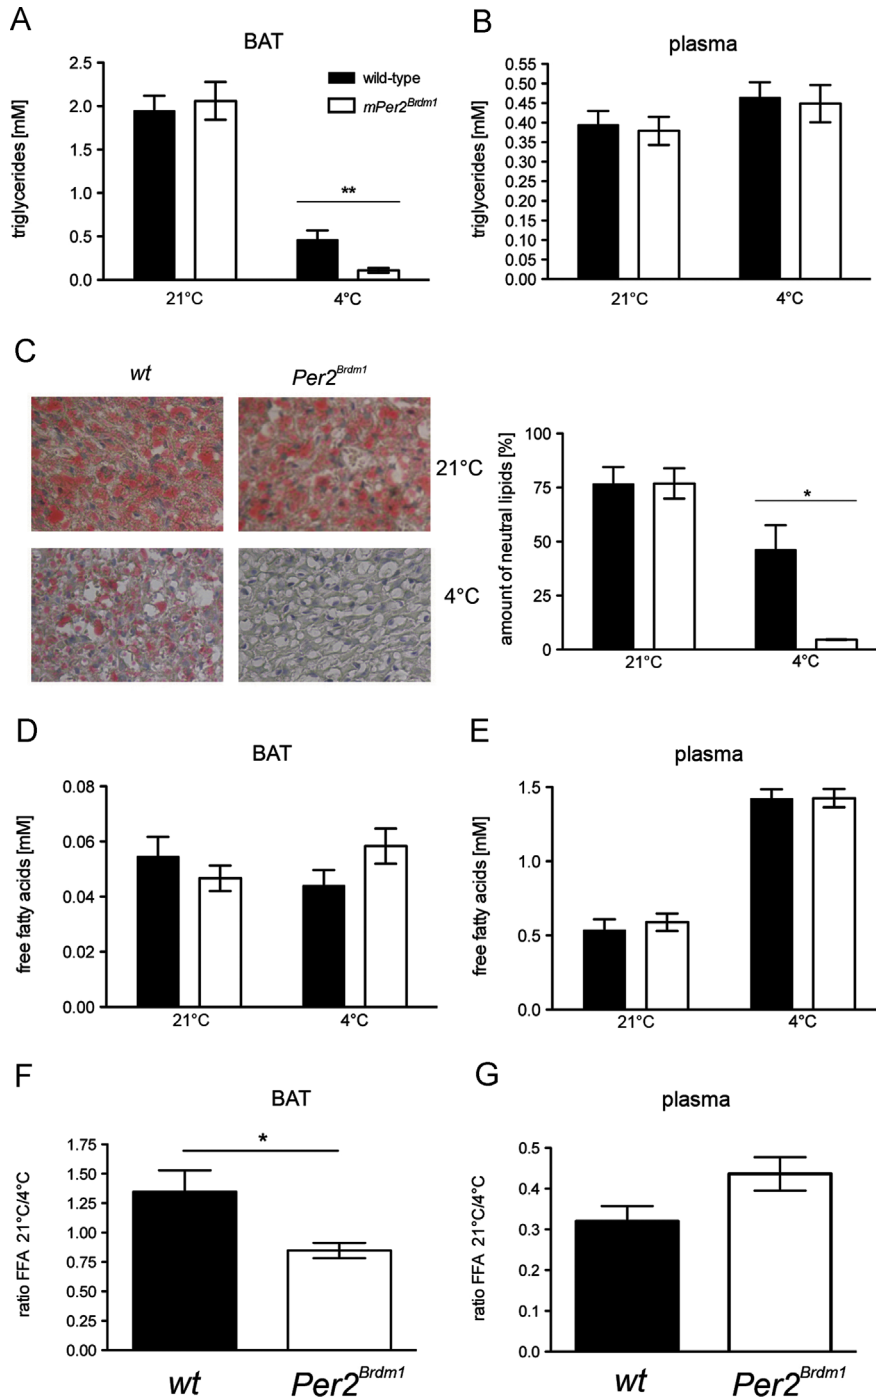 A
BAT
triglycerides [mM]
2.5
2.0
1.5
1.0
0.5
0.0
wild-type
mPer2Brdm1
**
21°C
4°C
B
plasma
triglycerides [mM]
0.55
0.50
0.45
0.40
0.35
0.30
0.25
0.20
0.15
0.10
0.05
0.00
21°C
4°C
C
wt
Per2Brdm1
21°C
4°C
amount of neutral lipids [%]
100
75
50
25
0
*
21°C
4°C
D
BAT
free fatty acids [mM]
0.08
0.06
0.04
0.02
0.00
21°C
4°C
E
plasma
free fatty acids [mM]
1.5
1.0
0.5
0.0
21°C
4°C
F
BAT
ratio FFA 21°C/4°C
1.75
1.50
1.25
1.00
0.75
0.50
0.25
0.00
*
wt
Per2Brdm1
G
plasma
ratio FFA 21°C/4°C
0.5
0.4
0.3
0.2
0.1
0.0
wt
Per2Brdm1